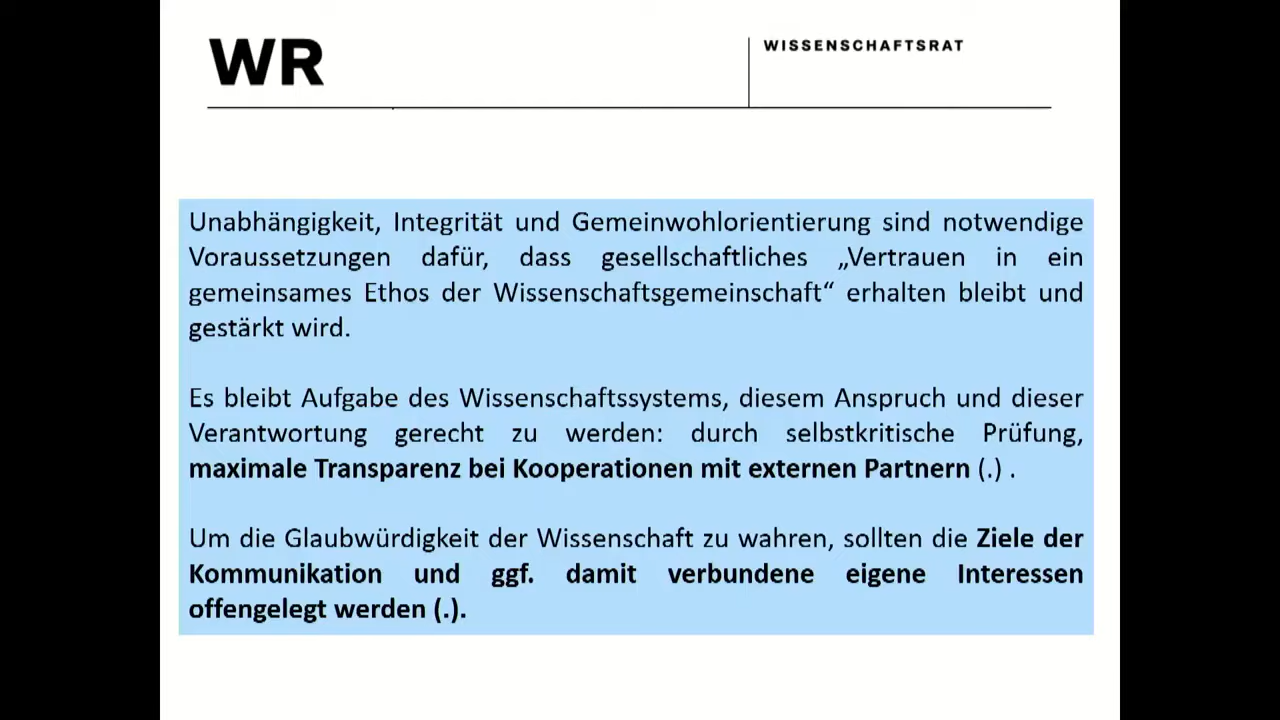 WR
WISSENSCHAFTSRAT
Unabhängigkeit, Integrität und Gemeinwohlorientierung sind notwendige
Voraussetzungen dafür, dass gesellschaftliches „Vertrauen in ein
gemeinsames Ethos der Wissenschaftsgemeinschaft“ erhalten bleibt und
gestärkt wird.
Es bleibt Aufgabe des Wissenschaftssystems, diesem Anspruch und dieser
Verantwortung gerecht zu werden: durch selbstkritische Prüfung,
maximale Transparenz bei Kooperationen mit externen Partnern (.) .
Um die Glaubwürdigkeit der Wissenschaft zu wahren, sollten die Ziele der
Kommunikation und ggf. damit verbundene eigene Interessen
offengelegt werden (.).